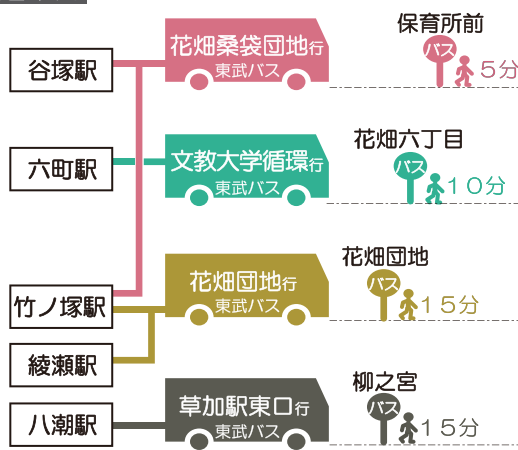 谷塚駅
花畑桑袋団地行
東武バス
保育所前
バス
5分
六町駅
文教大学循環行
東武バス
花畑六丁目
バス
10分
竹ノ塚駅
綾瀬駅
花畑団地行
東武バス
花畑団地
バス
15分
八潮駅
草加駅東口行
東武バス
柳之宮
バス
15分